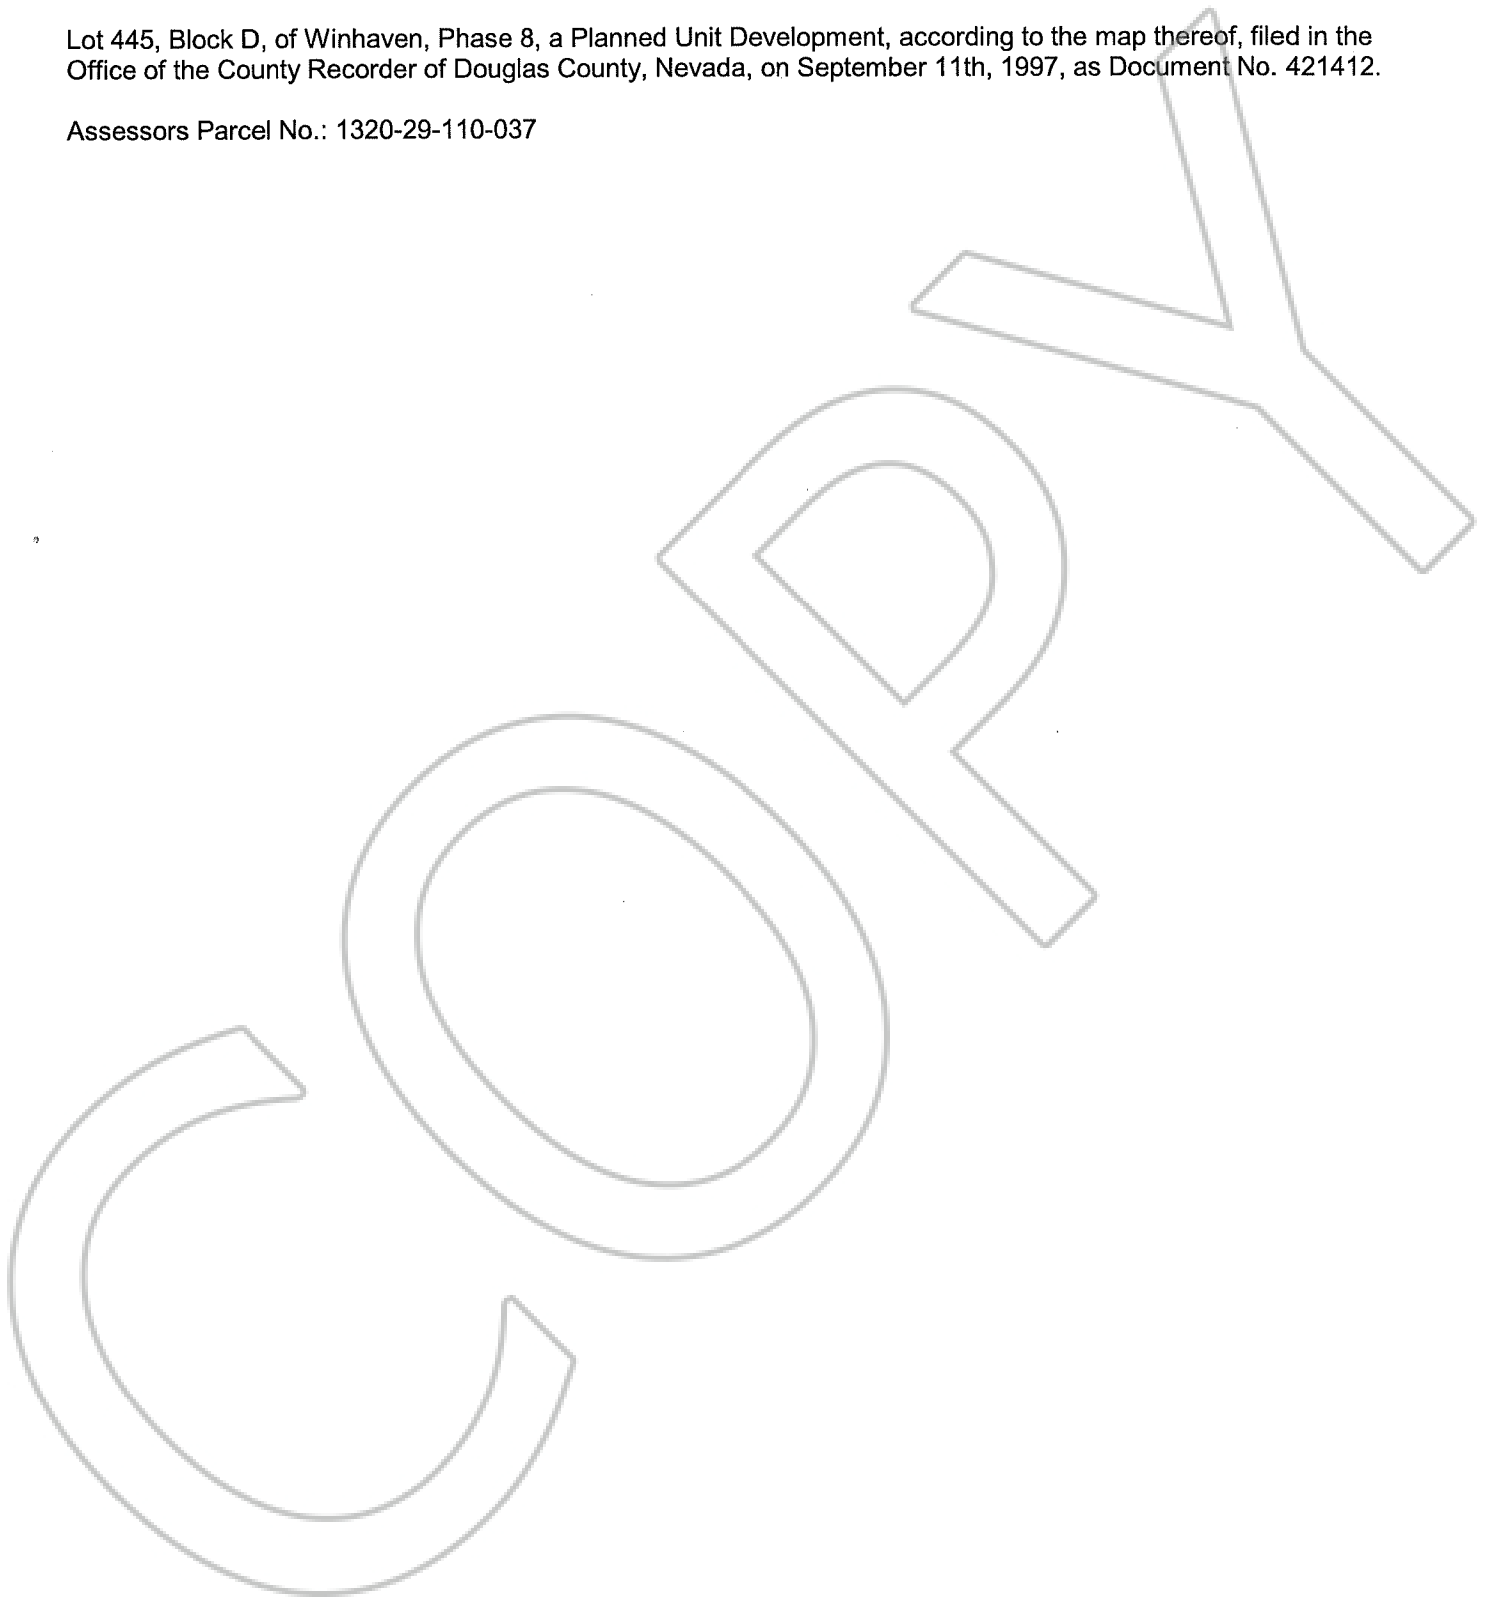 Lot 445, Block D, of Winhaven, Phase 8, a Planned Unit Development, according to the map thereof, filed in the
Office of the County Recorder of Douglas County, Nevada, on September 11th, 1997, as Document No. 421412.
Assessors Parcel No.: 1320-29-110-037
COPY